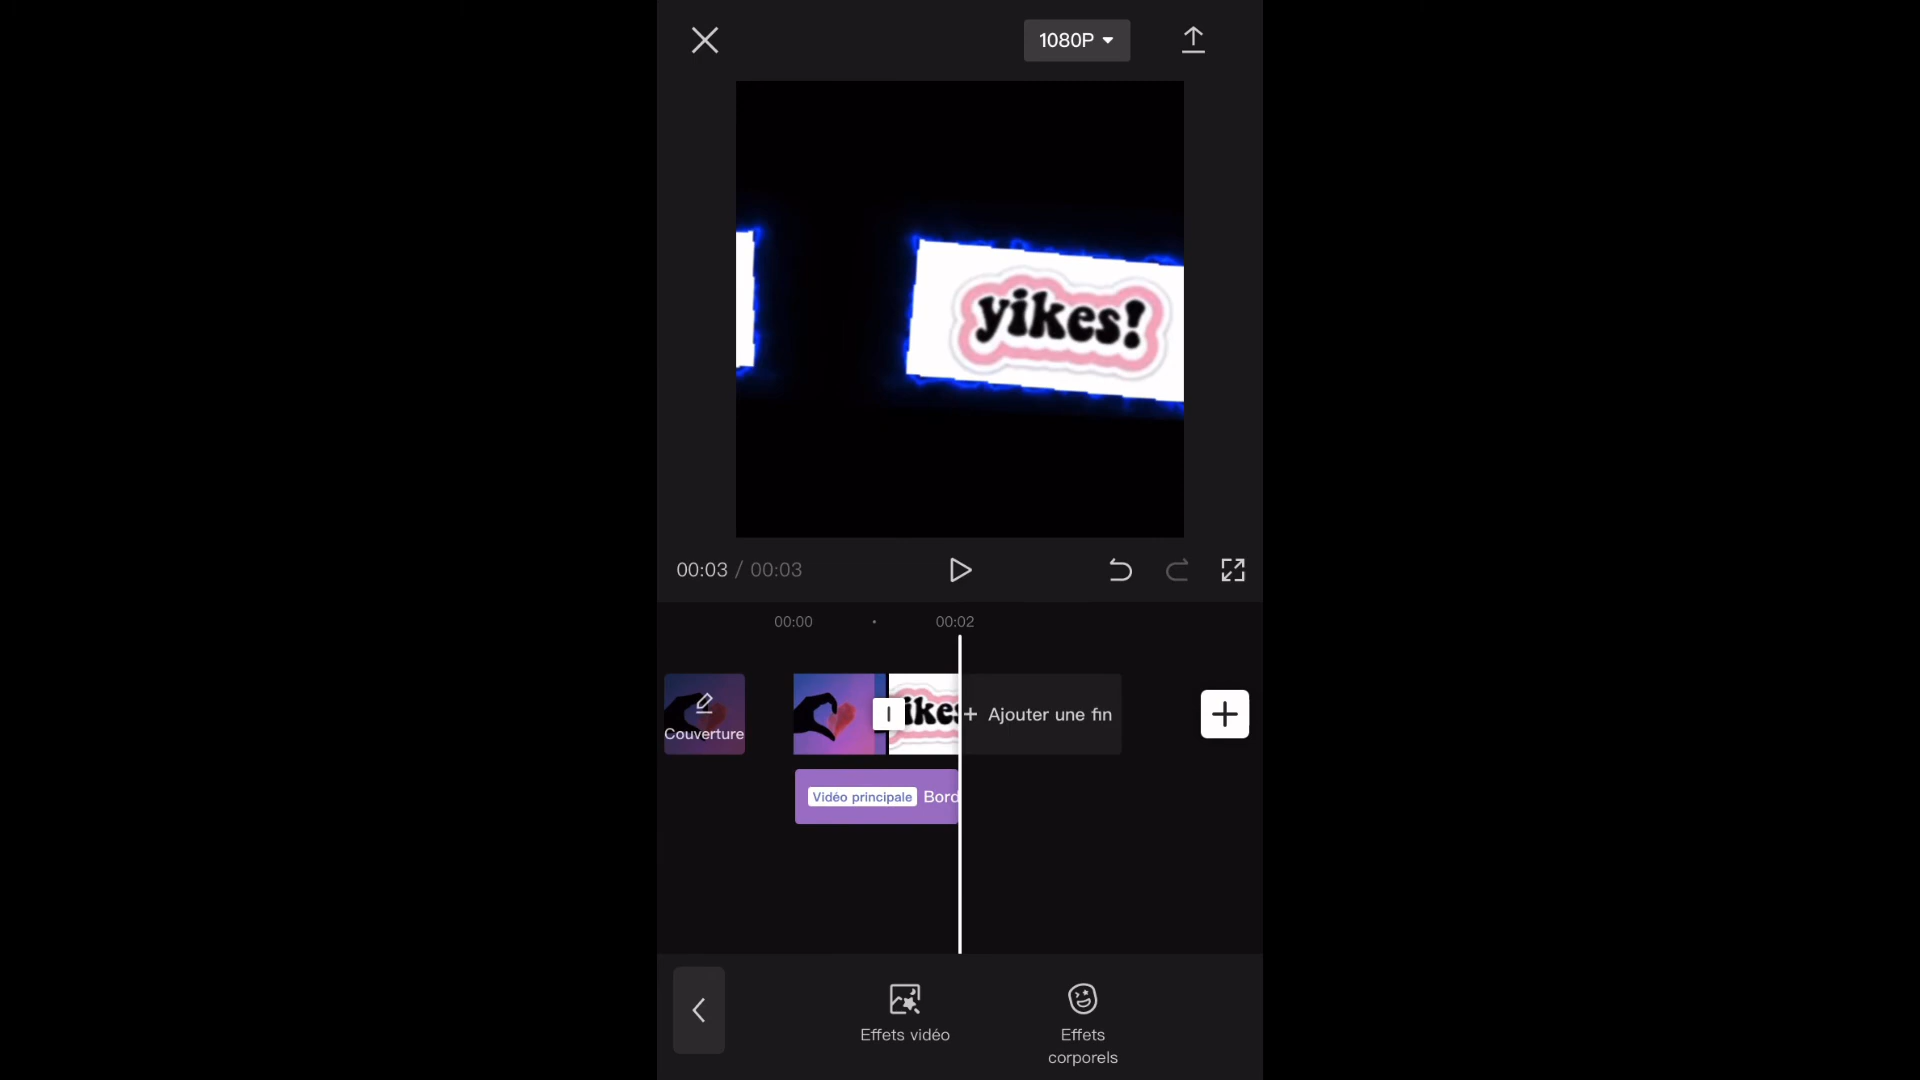 1080P
yikes!
00:03 / 00:03
00:00
00:02
Couverture
ikes
+ Ajouter une fin
Vidéo principale Bord
Effets vidéo
Effets
corporels